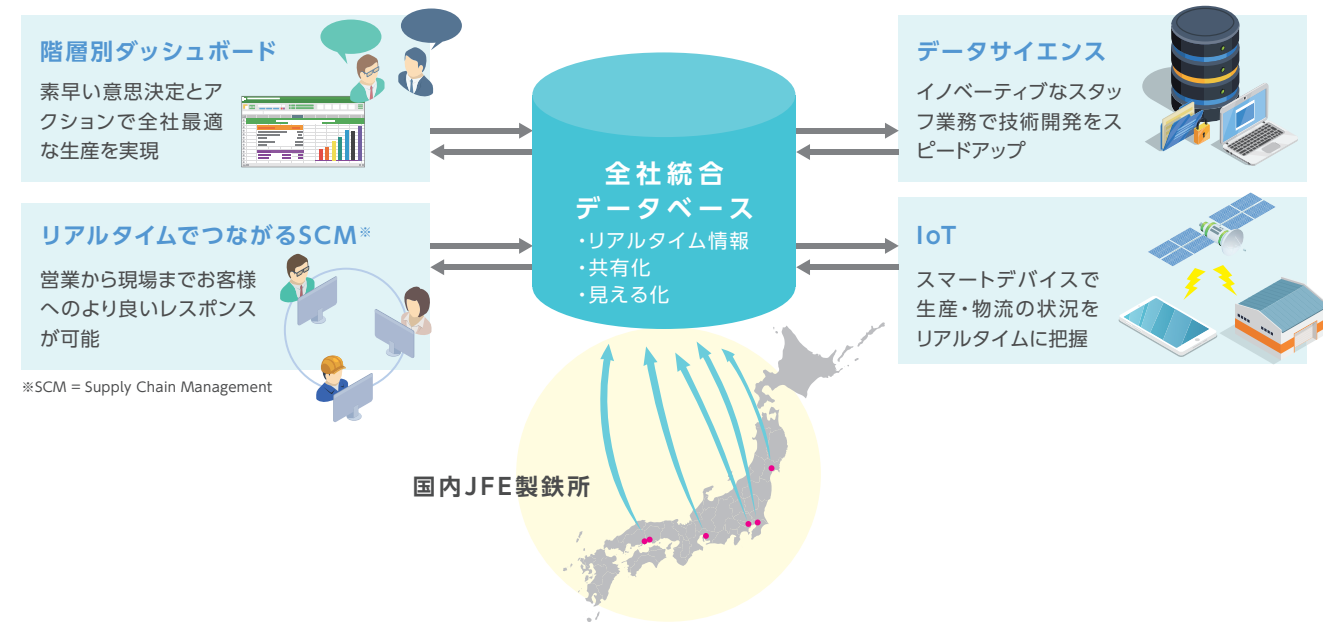 階層別ダッシュボード
素早い意思決定とア
クションで全社最適
な生産を実現
リアルタイムでつながるSCM※
営業から現場までお客様
へのより良いレスポンス
が可能
※SCM = Supply Chain Management
全社統合
データベース
・リアルタイム情報
・共有化
・見える化
データサイエンス
イノベーティブなスタッ
フ業務で技術開発をス
ピードアップ
IoT
スマートデバイスで
生産・物流の状況を
リアルタイムに把握
国内JFE製鉄所